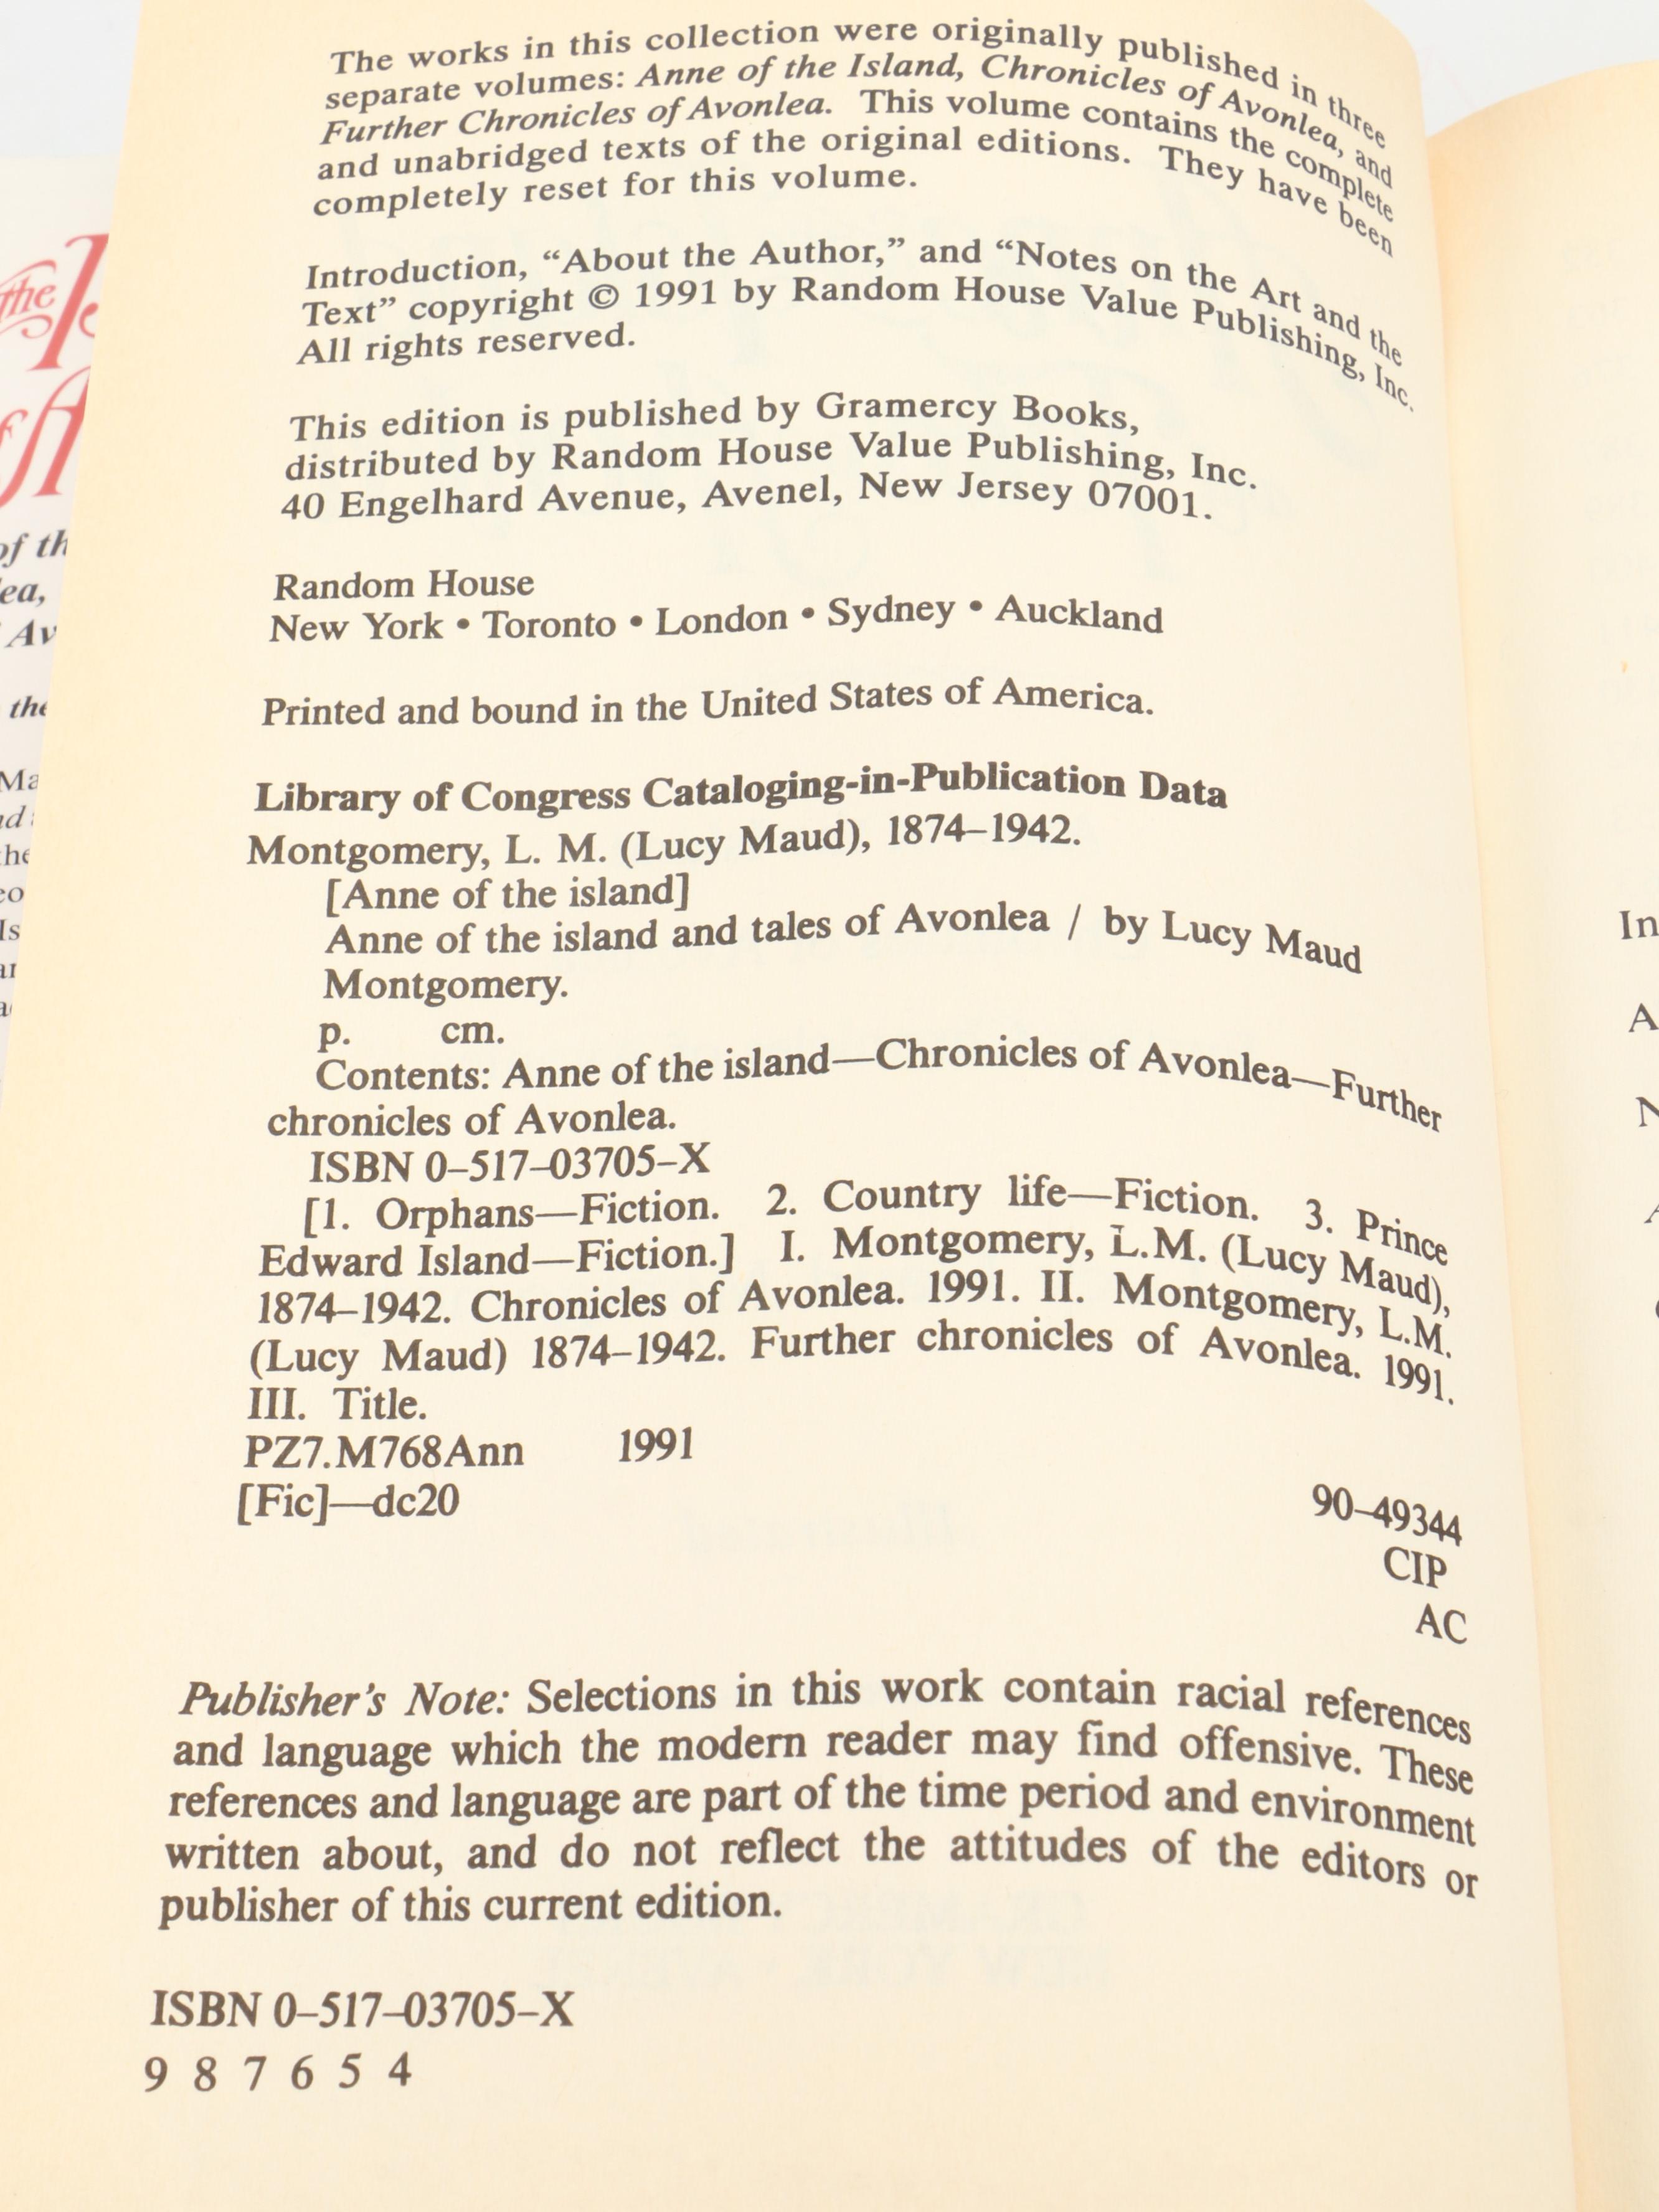 The works in this collection were originally published in three
separate volumes: Anne of the Island, Chronicles of Avonlea, and
Further Chronicles of Avonlea. This volume contains the complete
and unabridged texts of the original editions. They have been
completely reset for this volume.
Introduction, “About the Author,” and “Notes on the Art and the
Text” copyright © 1991 by Random House Value Publishing, Inc.
All rights reserved.
This edition is published by Gramercy Books,
distributed by Random House Value Publishing, Inc.
40 Engelhard Avenue, Avenel, New Jersey 07001.
Random House
New York • Toronto • London • Sydney • Auckland
Printed and bound in the United States of America.
Library of Congress Cataloging-in-Publication Data
Montgomery, L. M. (Lucy Maud), 1874–1942.
[Anne of the island]
Anne of the island and tales of Avonlea / by Lucy Maud
Montgomery.
p. cm.
Contents: Anne of the island—Chronicles of Avonlea—Further
chronicles of Avonlea.
ISBN 0–517–03705–X
[1. Orphans—Fiction. 2. Country life—Fiction. 3. Prince
Edward Island—Fiction.] I. Montgomery, L.M. (Lucy Maud),
1874–1942. Chronicles of Avonlea. 1991. II. Montgomery, L.M.
(Lucy Maud) 1874–1942. Further chronicles of Avonlea. 1991.
III. Title.
PZ7.M768Ann 1991
[Fic]—dc20
90–49344
CIP
AC
Publisher's Note: Selections in this work contain racial references
and language which the modern reader may find offensive. These
references and language are part of the time period and environment
written about, and do not reflect the attitudes of the editors or
publisher of this current edition.
ISBN 0–517–03705–X
9 8 7 6 5 4
the
of
the